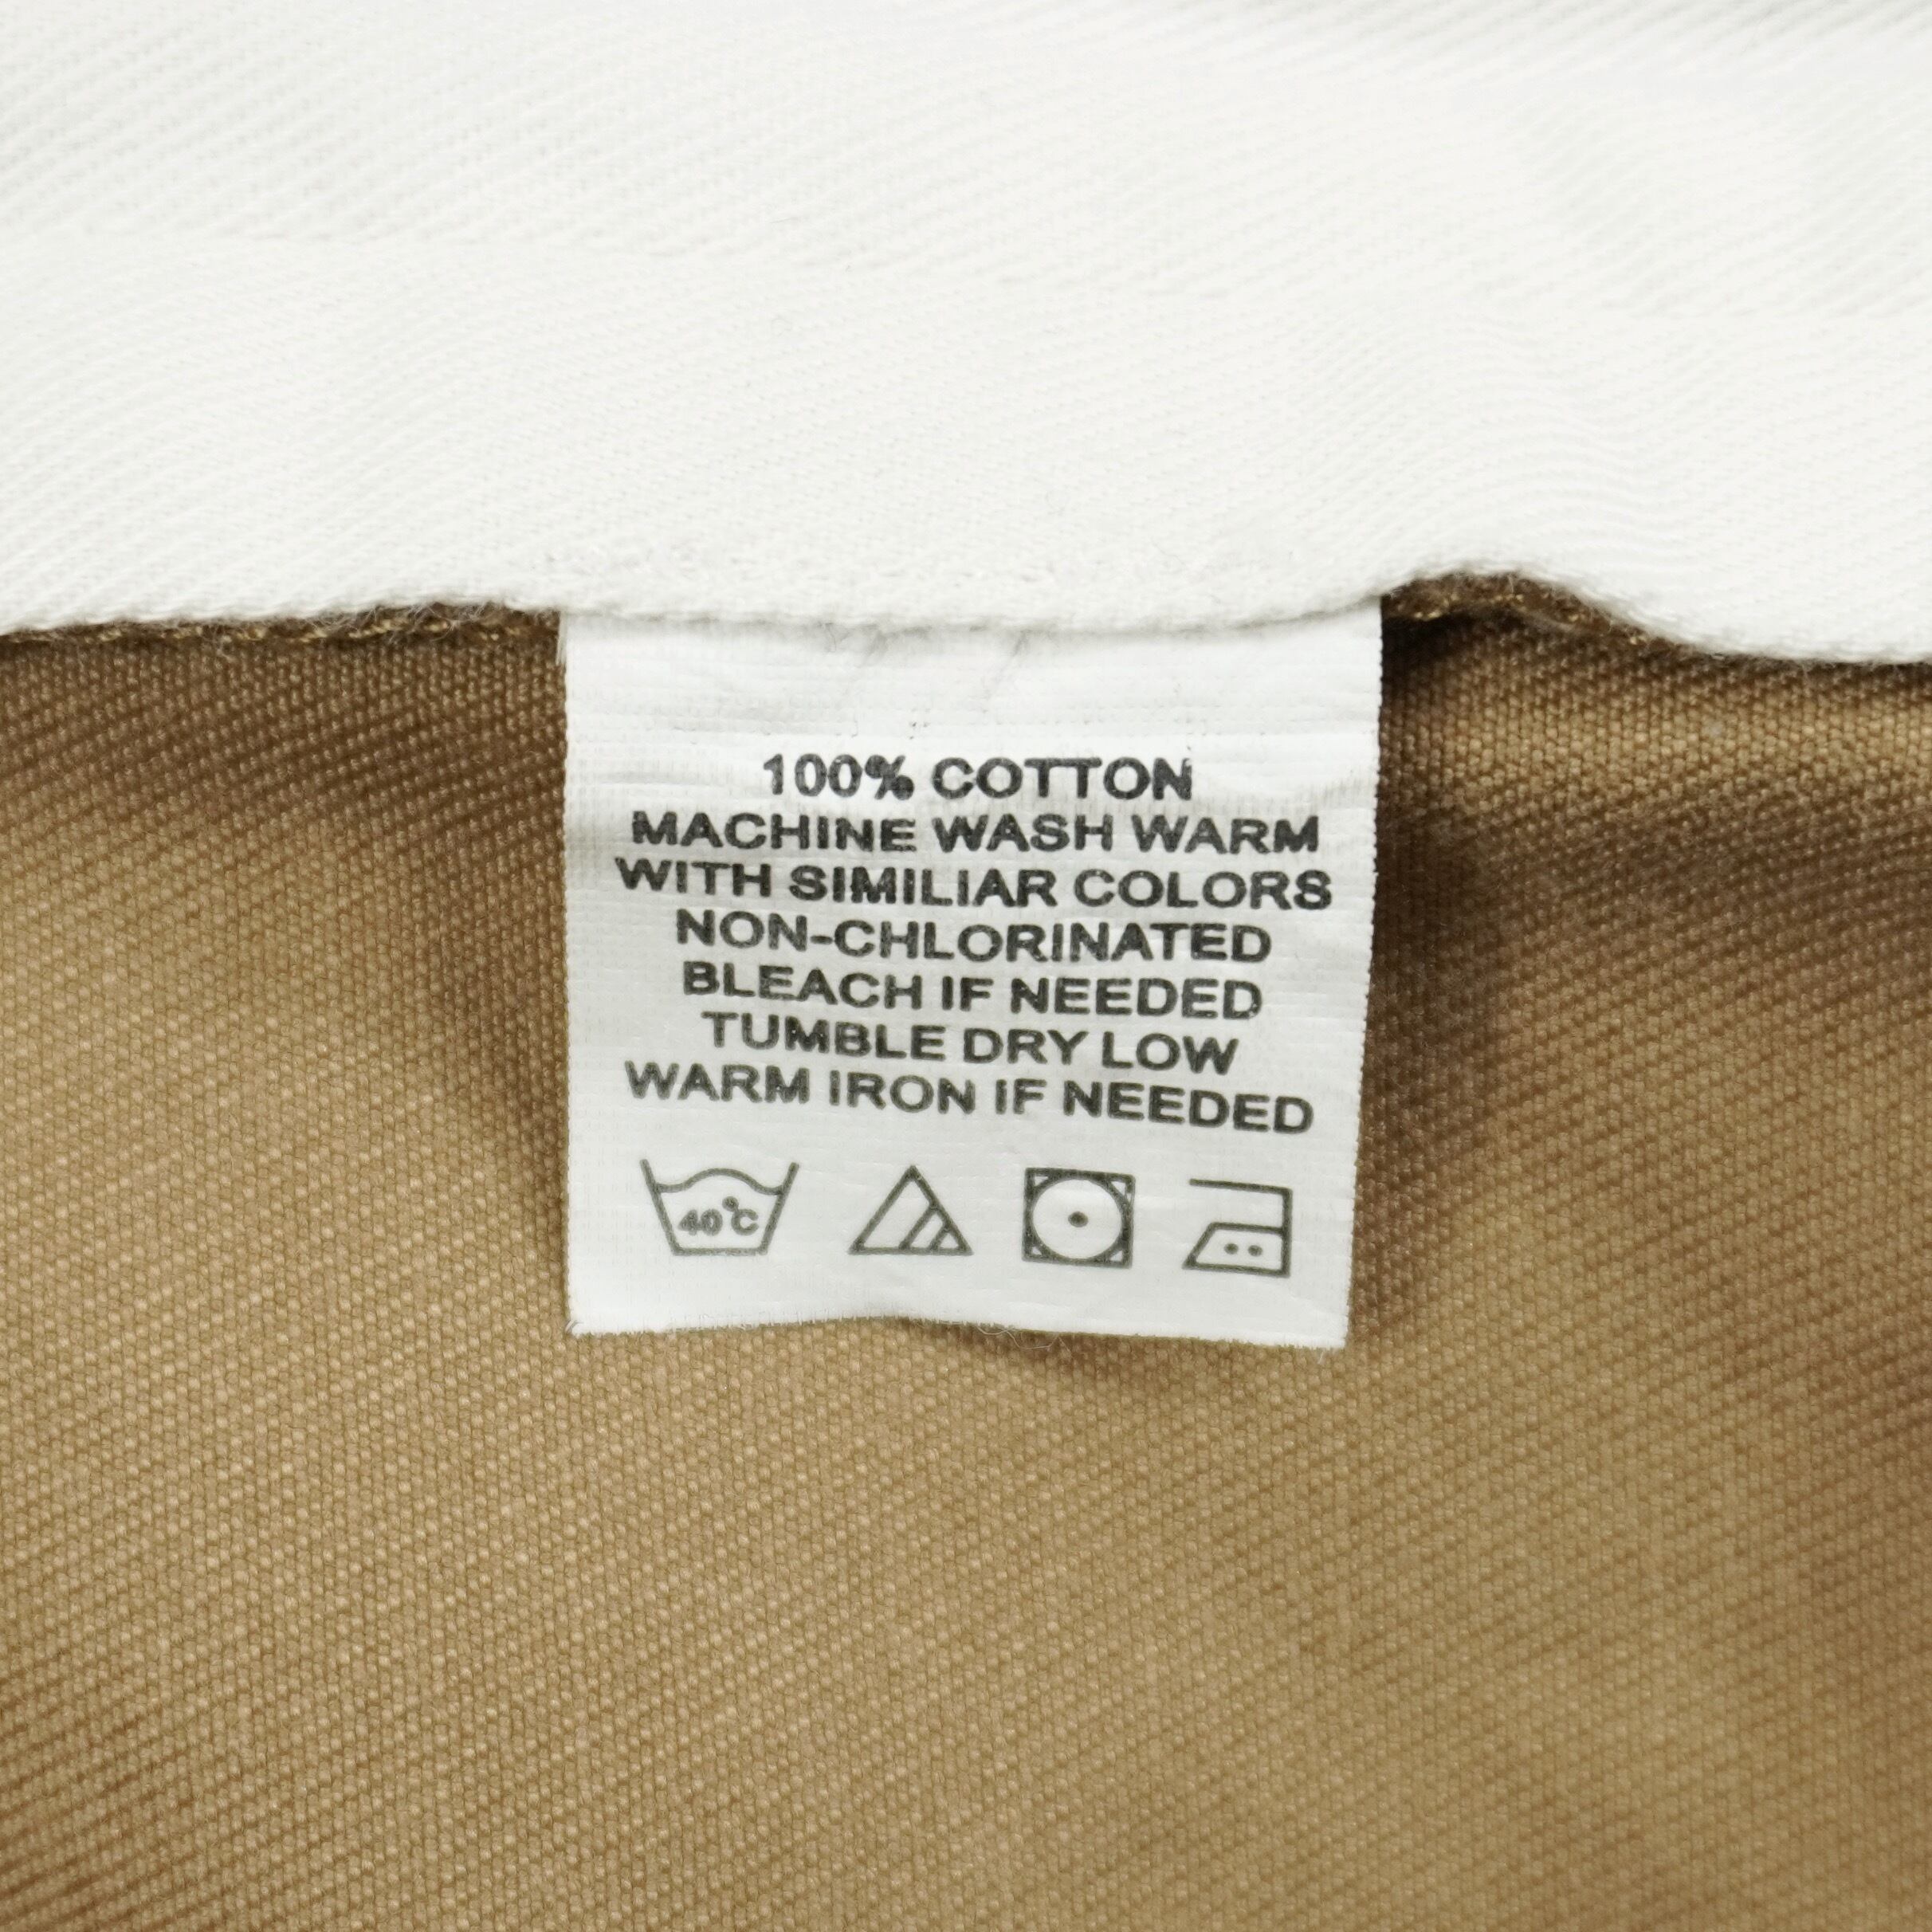 100% COTTON
MACHINE WASH WARM
WITH SIMILIAR COLORS
NON-CHLORINATED
BLEACH IF NEEDED
TUMBLE DRY LOW
WARM IRON IF NEEDED
40°C